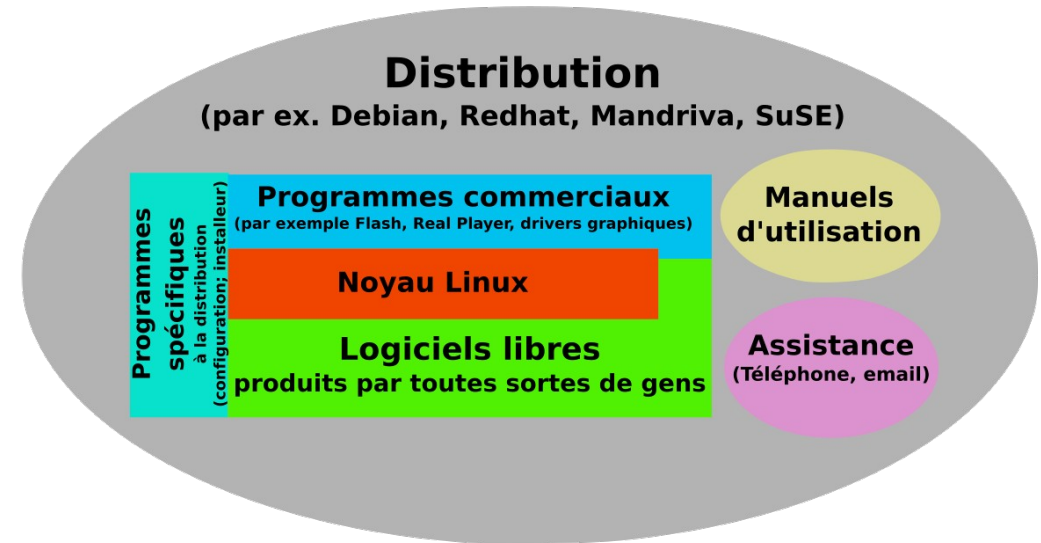 Distribution
(par ex. Debian, Redhat, Mandriva, SuSE)
Programmes
spécifiques
à la distribution
(configuration; installeur)
Programmes commerciaux
(par exemple Flash, Real Player, drivers graphiques)
Noyau Linux
Logiciels libres
produits par toutes sortes de gens
Manuels
d'utilisation
Assistance
(Téléphone, email)